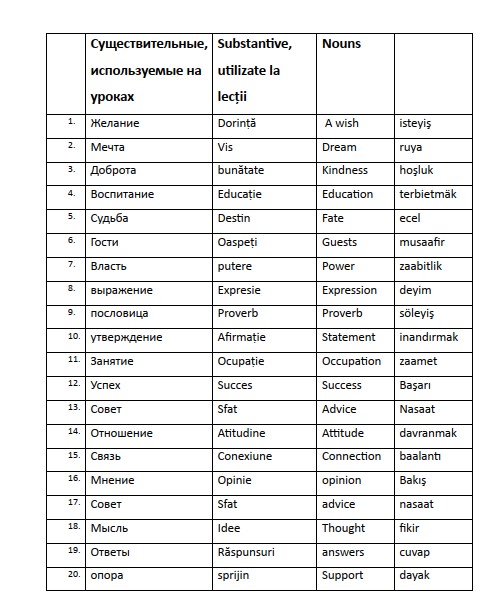 Существительные, Substantive, Nouns
используемые на utilizate la
уроках lecții
1. Желание Dorință A wish isteyiş
2. Мечта Vis Dream ruya
3. Доброта bunătate Kindness hoşluk
4. Воспитание Educație Education terbietmäk
5. Судьба Destin Fate ecel
6. Гости Oaspeți Guests musaafir
7. Власть putere Power zaabitlik
8. выражение Expresie Expression deyim
9. пословица Proverb Proverb söleyiş
10. утверждение Afirmație Statement inandırmak
11. Занятие Ocupație Occupation zaamet
12. Успех Succes Success Başarı
13. Совет Sfat Advice Nasaat
14. Отношение Atitudine Attitude davranmak
15. Связь Conexiune Connection baalantı
16. Мнение Opinie opinion Bakış
17. Совет Sfat advice nasaat
18. Мысль Idee Thought fikir
19. Ответы Răspunsuri answers cuvap
20. опора sprijin Support dayak